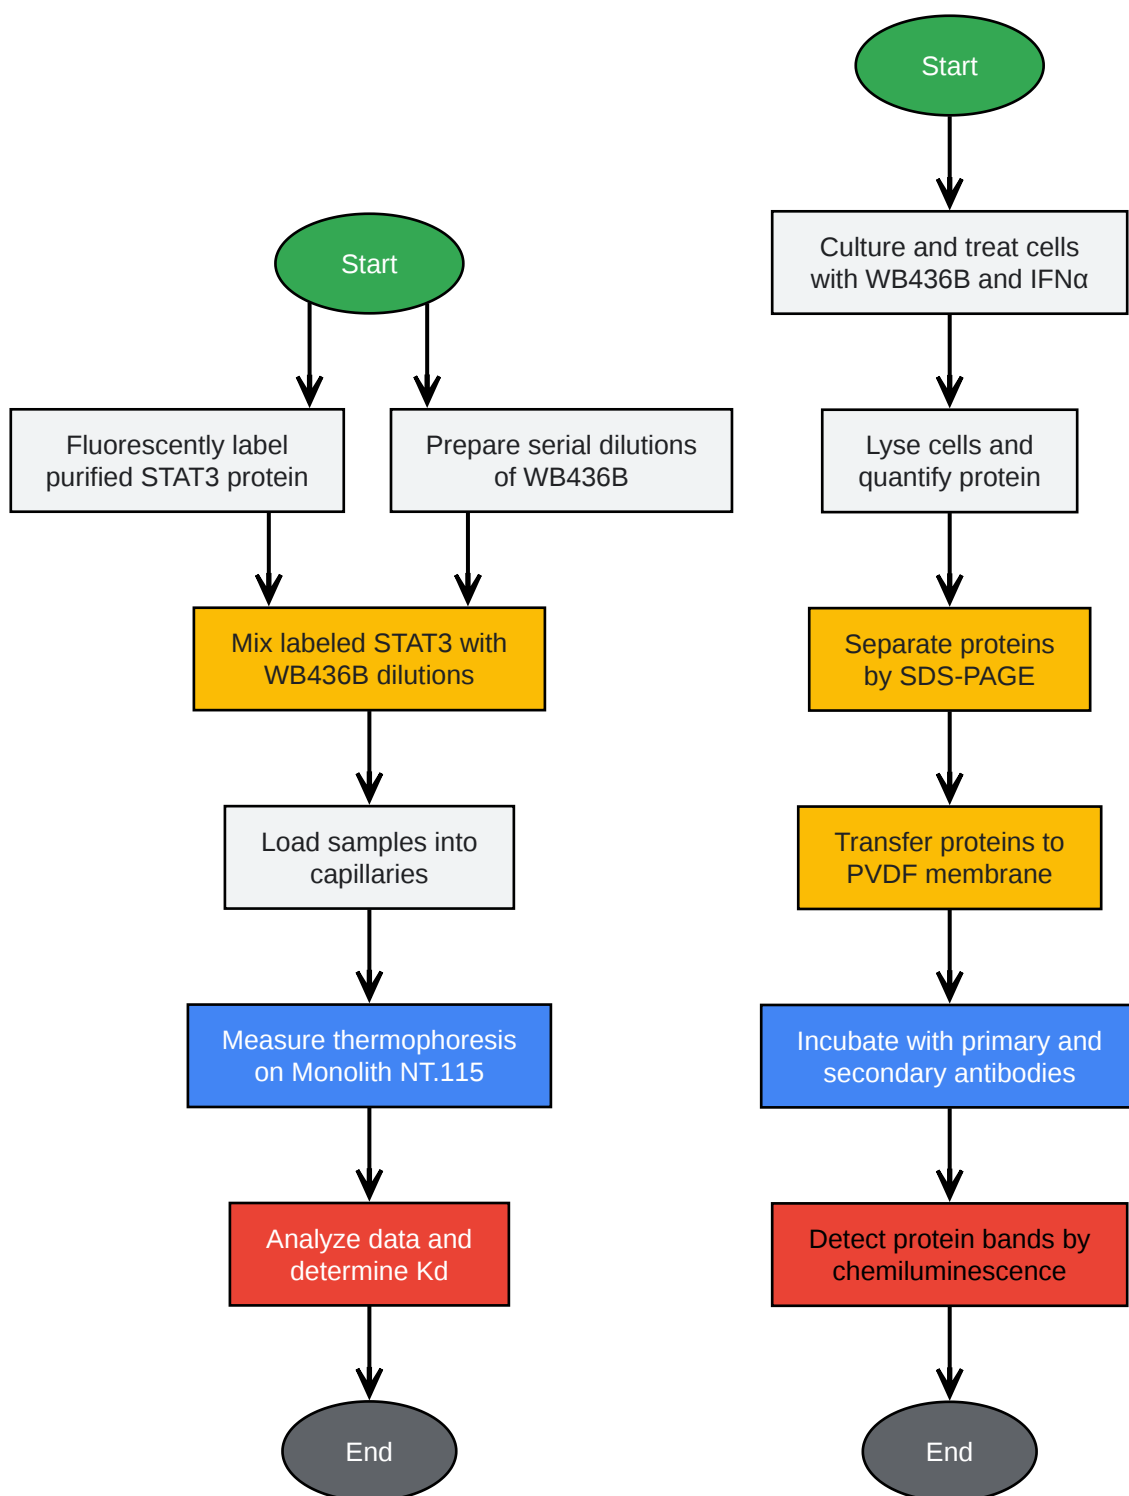 Start
Fluorescently label
purified STAT3 protein
Prepare serial dilutions
of WB436B
Mix labeled STAT3 with
WB436B dilutions
Load samples into
capillaries
Measure thermophoresis
on Monolith NT.115
Analyze data and
determine Kd
End
Start
Culture and treat cells
with WB436B and IFNα
Lyse cells and
quantify protein
Separate proteins
by SDS-PAGE
Transfer proteins to
PVDF membrane
Incubate with primary and
secondary antibodies
Detect protein bands by
chemiluminescence
End